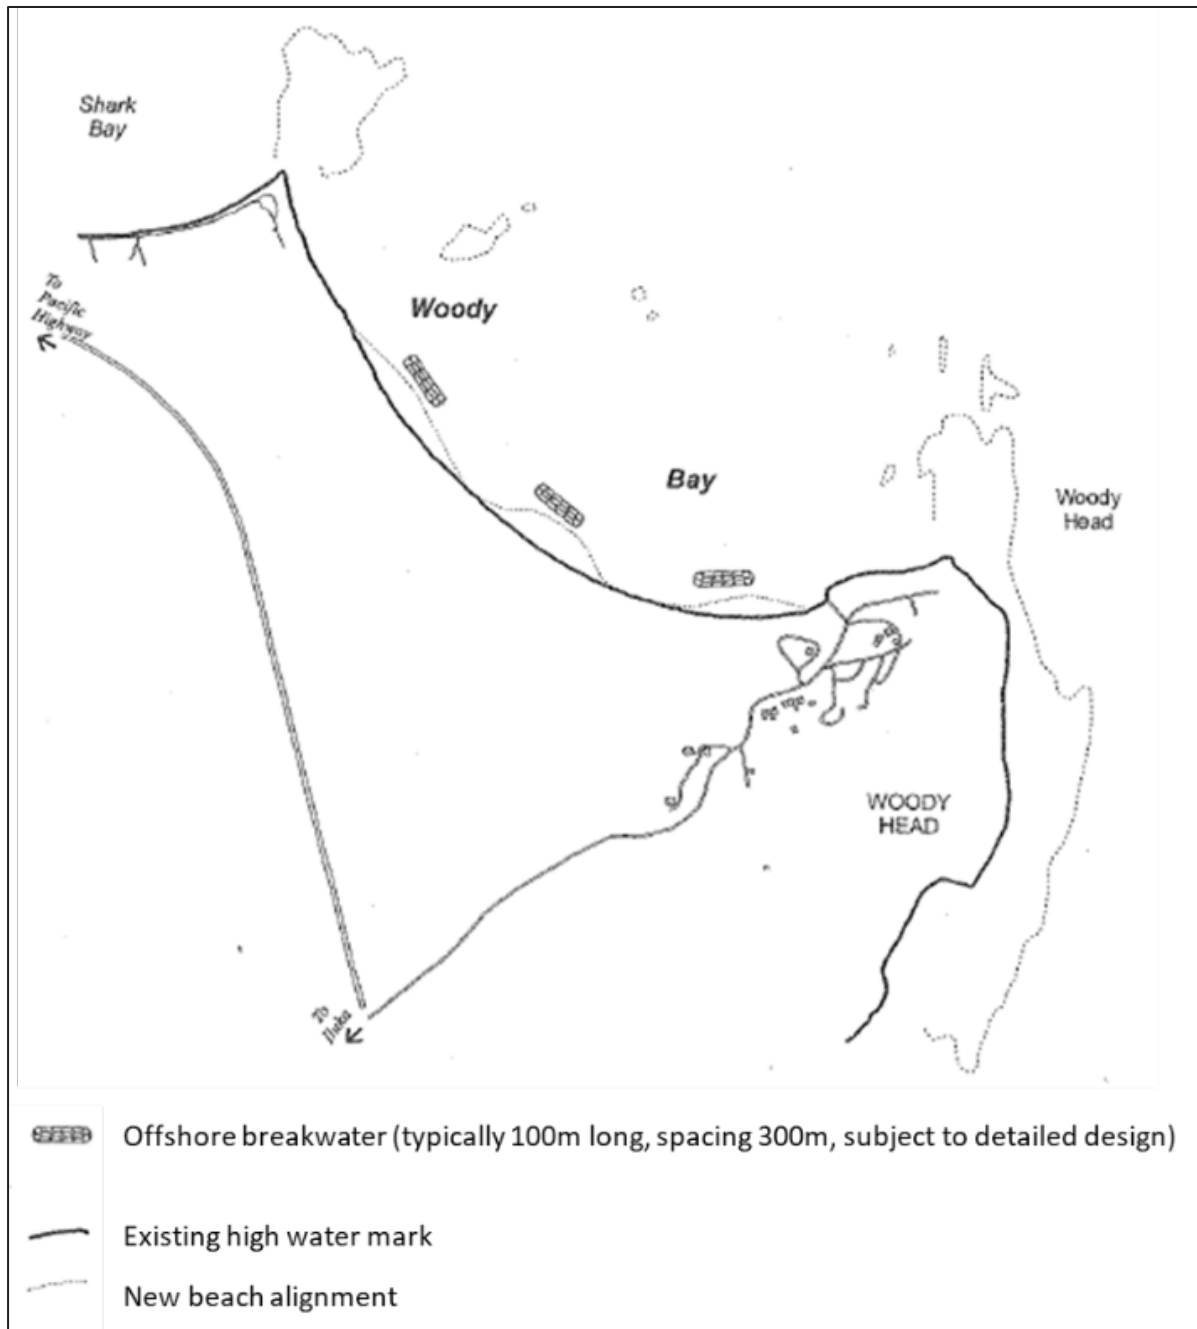 Shark
Bay
To
Pacific
Highway
Woody
Bay
Woody
Head
WOODY
HEAD
To
Iluka
Offshore breakwater (typically 100m long, spacing 300m, subject to detailed design)
Existing high water mark
New beach alignment